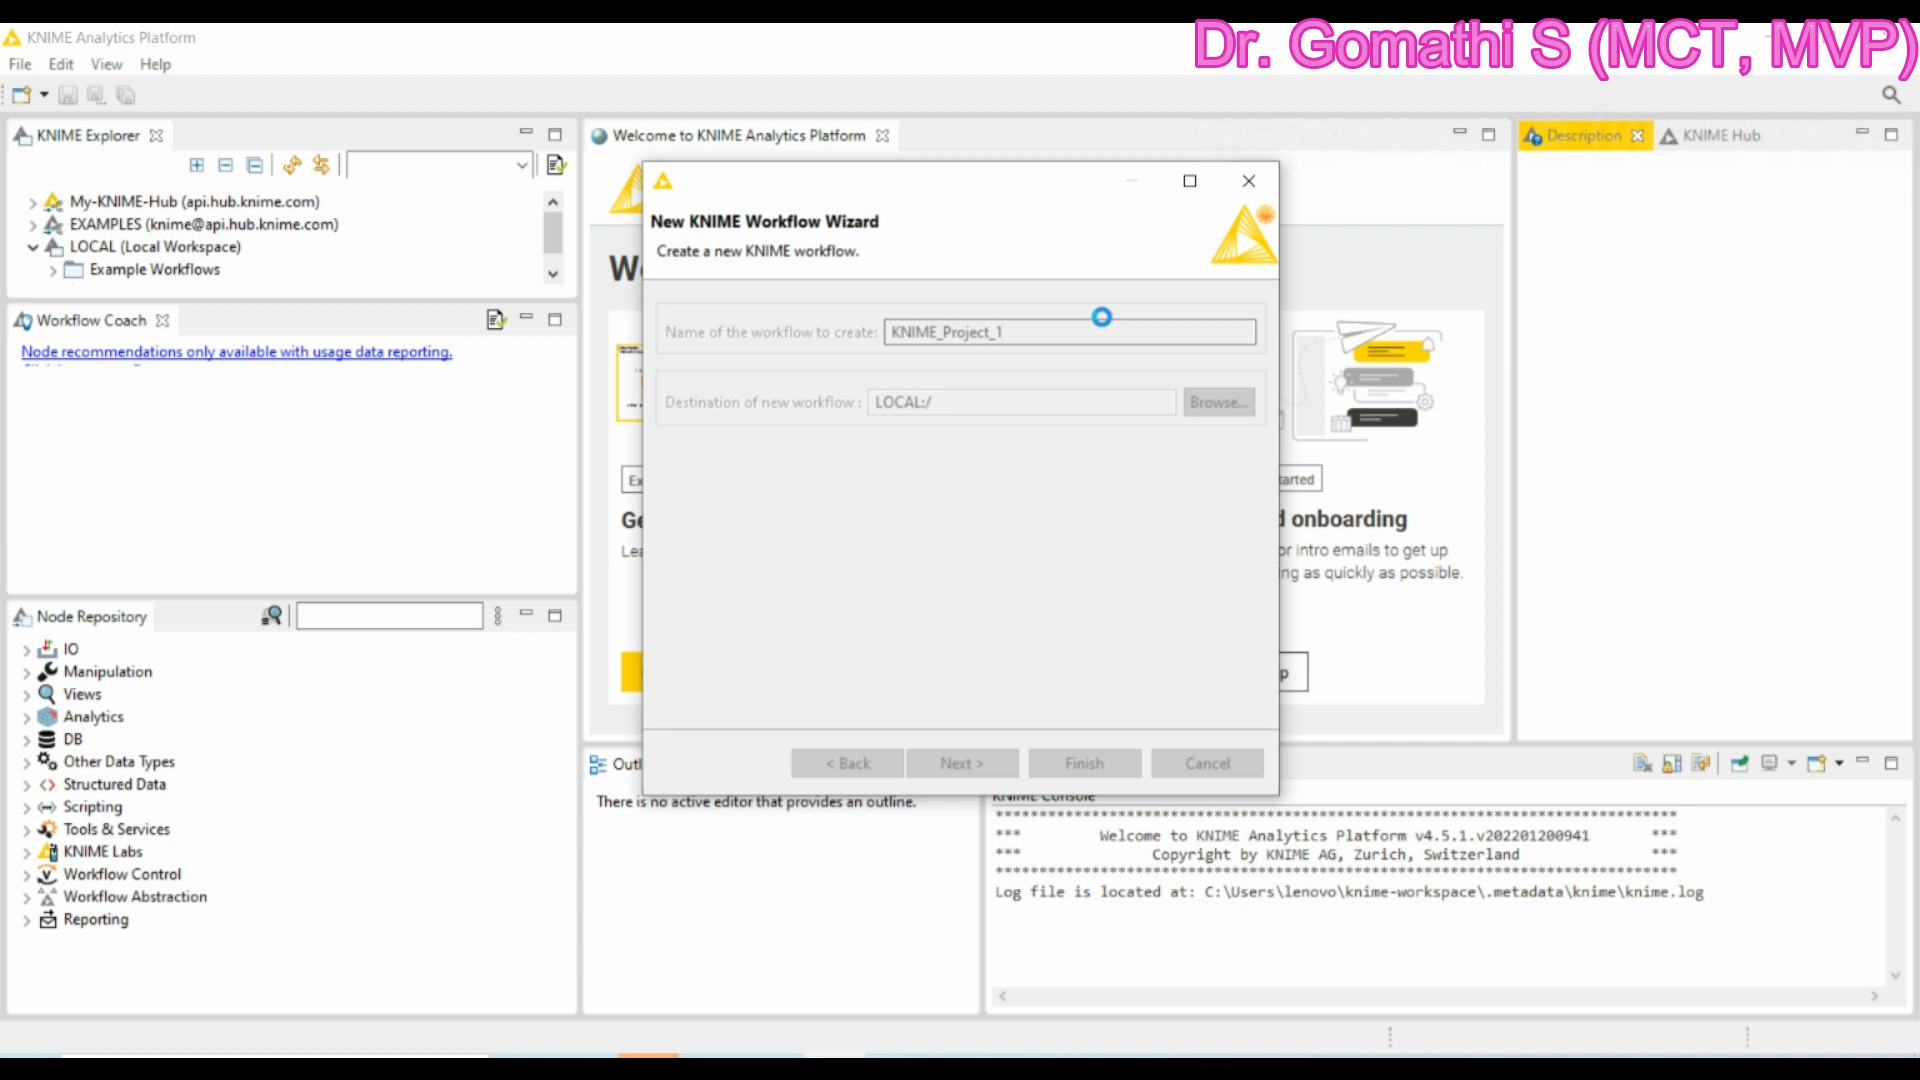 Dr. Gomathi S (MCT, MVP)
KNIME Analytics Platform
File Edit View Help
KNIME Explorer
My-KNIME-Hub (api.hub.knime.com)
EXAMPLES (knime@api.hub.knime.com)
LOCAL (Local Workspace)
Example Workflows
Workflow Coach
Node recommendations only available with usage data reporting.
Node Repository
IO
Manipulation
Views
Analytics
DB
Other Data Types
Structured Data
Scripting
Tools & Services
KNIME Labs
Workflow Control
Workflow Abstraction
Reporting
Welcome to KNIME Analytics Platform
New KNIME Workflow Wizard
Create a new KNIME workflow.
Name of the workflow to create: KNIME_Project_1
Destination of new workflow : LOCAL:/ Browse...
< Back Next > Finish Cancel
d onboarding
or intro emails to get up
ing as quickly as possible.
Description KNIME Hub
Outl
There is no active editor that provides an outline.
KNIME Console
*******************************************************************************
*** Welcome to KNIME Analytics Platform v4.5.1.v202201200941 ***
*** Copyright by KNIME AG, Zurich, Switzerland ***
*******************************************************************************
Log file is located at: C:\Users\lenovo\knime-workspace\.metadata\knime\knime.log